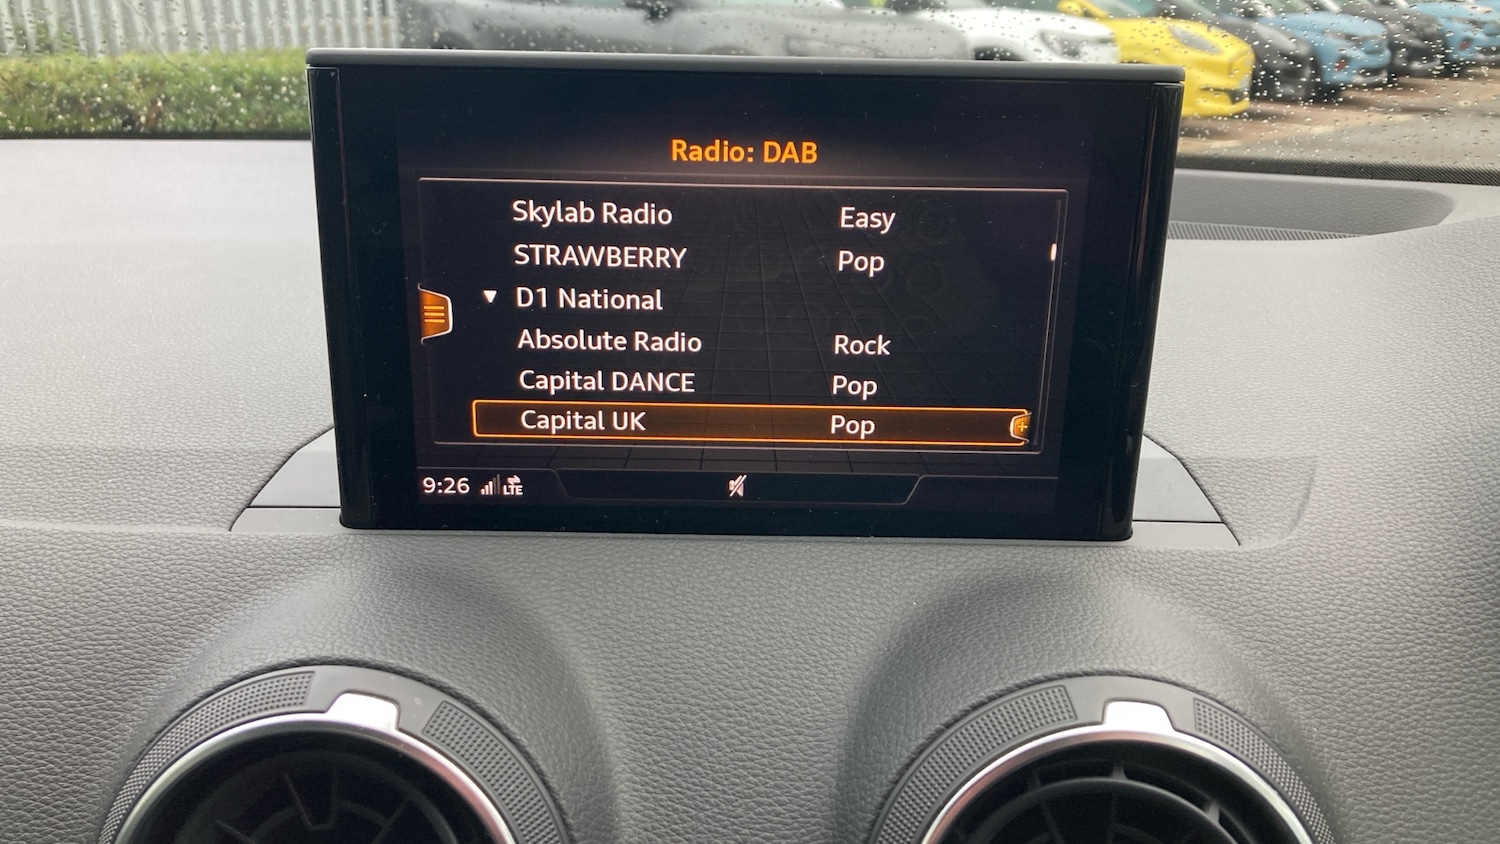 Radio: DAB
Skylab Radio Easy
STRAWBERRY Pop
D1 National
Absolute Radio Rock
Capital DANCE Pop
Capital UK Pop
9:26 LTE